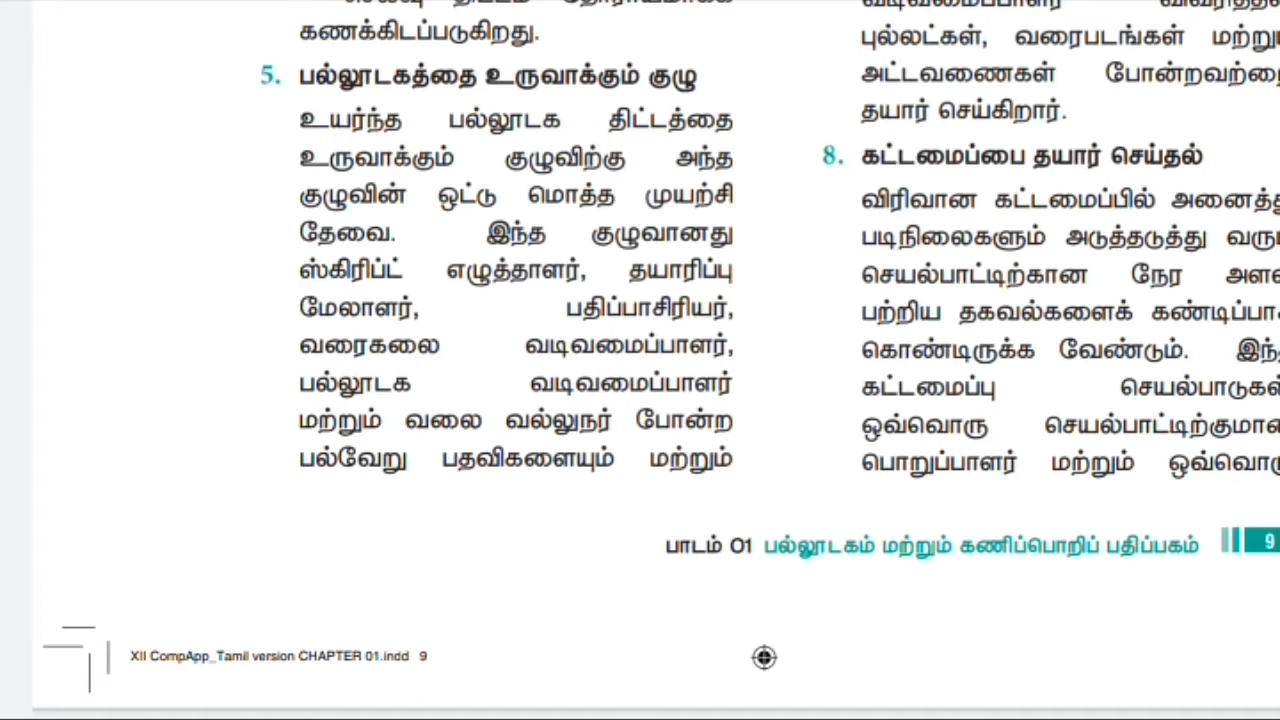 கணக்கிடப்படுகிறது.
5. பல்லூடகத்தை உருவாக்கும் குழு
உயர்ந்த பல்லூடக திட்டத்தை
உருவாக்கும் குழுவிற்கு அந்த
குழுவின் ஒட்டு மொத்த முயற்சி
தேவை. இந்த குழுவானது
ஸ்கிரிப்ட் எழுத்தாளர், தயாரிப்பு
மேலாளர், பதிப்பாசிரியர்,
வரைகலை வடிவமைப்பாளர்,
பல்லூடக வடிவமைப்பாளர்
மற்றும் வலை வல்லுநர் போன்ற
பல்வேறு பதவிகளையும் மற்றும்
புல்லட்கள், வரைபடங்கள்
அட்டவணைகள்
தயார் செய்கிறார்.
8. கட்டமைப்பை தயார் செய்தல்
விரிவான கட்டமைப்பில்
படிநிலைகளும் அடுத்தடுத்து
செயல்பாட்டிற்கான நேர
பற்றிய தகவல்களைக்
கொண்டிருக்க வேண்டும்.
கட்டமைப்பு
ஒவ்வொரு
பொறுப்பாளர் மற்றும்
பாடம் 01 பல்லூடகம் மற்றும் கணிப்பொறிப் பதிப்பகம் 9
XII CompApp_Tamil version CHAPTER 01.indd 9